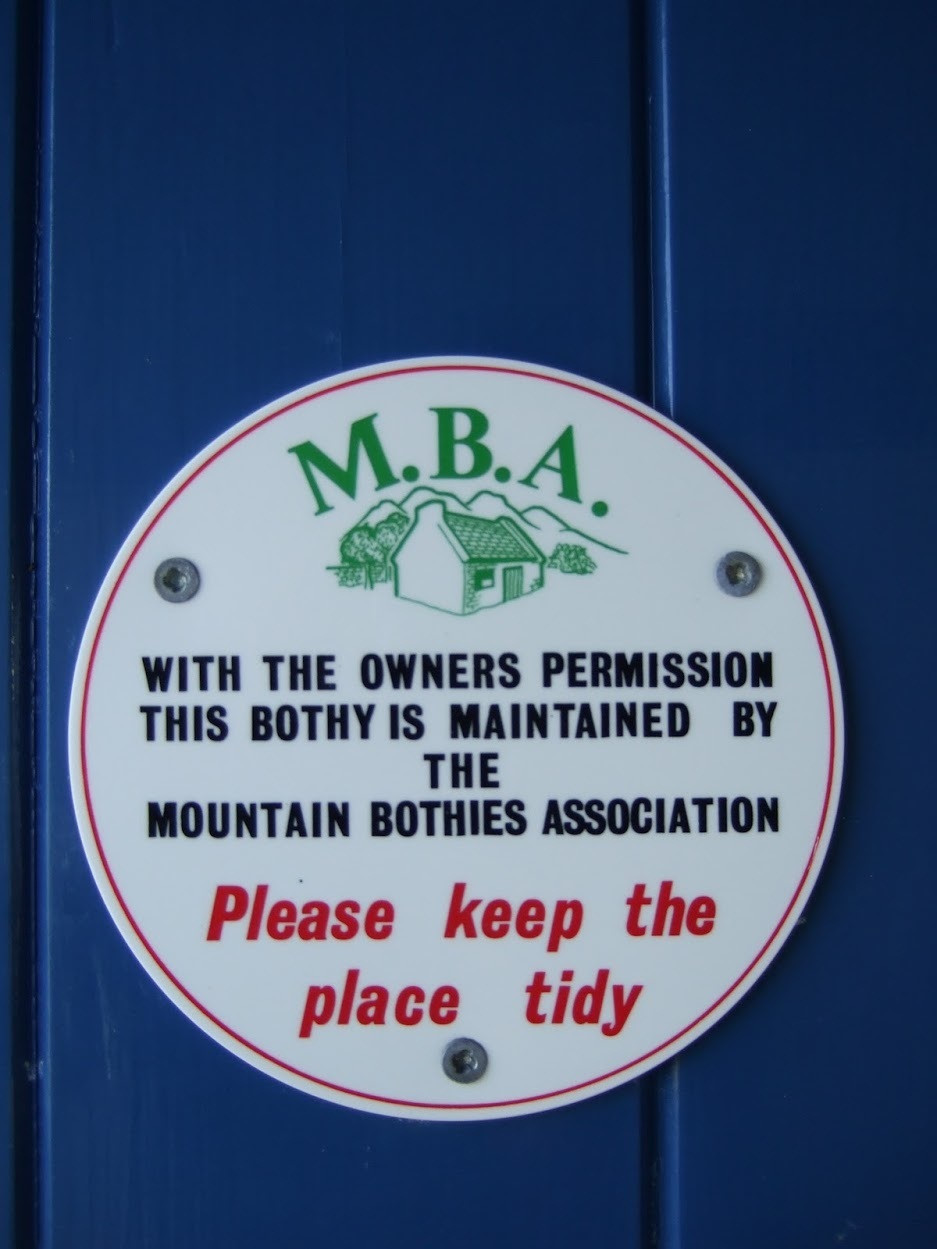 M.B.A.
WITH THE OWNERS PERMISSION
THIS BOTHY IS MAINTAINED BY
THE
MOUNTAIN BOTHIES ASSOCIATION
Please keep the
place tidy